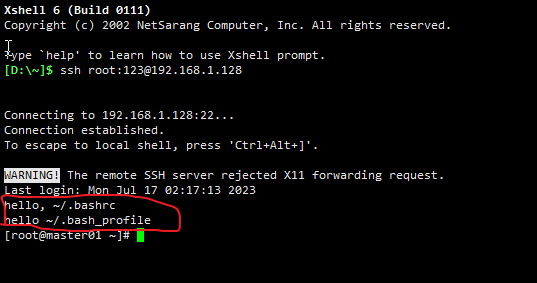 Xshell 6 (Build 0111)
Copyright (c) 2002 NetSarang Computer, Inc. All rights reserved.
Type `help' to learn how to use Xshell prompt.
[D:\~]$ ssh root:123@192.168.1.128
Connecting to 192.168.1.128:22...
Connection established.
To escape to local shell, press 'Ctrl+Alt+]'.
WARNING! The remote SSH server rejected X11 forwarding request.
Last login: Mon Jul 17 02:17:13 2023
hello, ~/.bashrc
hello ~/.bash_profile
[root@master01 ~]#